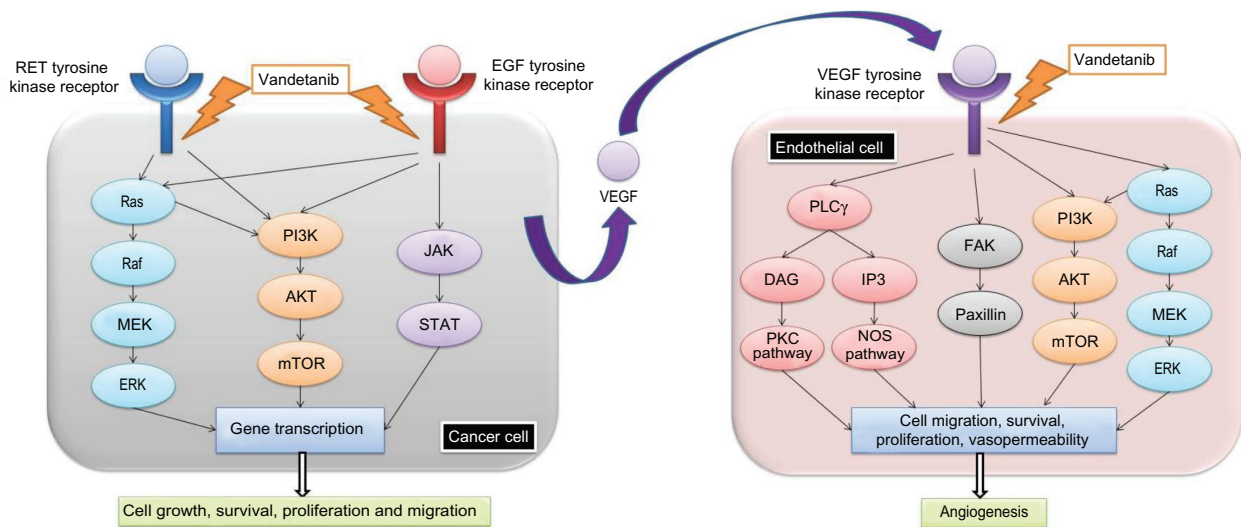 RET tyrosine
kinase receptor
Vandetanib
EGF tyrosine
kinase receptor
Ras
Raf
MEK
ERK
PI3K
AKT
mTOR
JAK
STAT
Gene transcription
Cancer cell
Cell growth, survival, proliferation and migration
VEGF
VEGF tyrosine
kinase receptor
Vandetanib
Endothelial cell
PLCγ
DAG
IP3
PKC
pathway
NOS
pathway
FAK
Paxillin
PI3K
AKT
mTOR
Ras
Raf
MEK
ERK
Cell migration, survival,
proliferation, vasopermeability
Angiogenesis